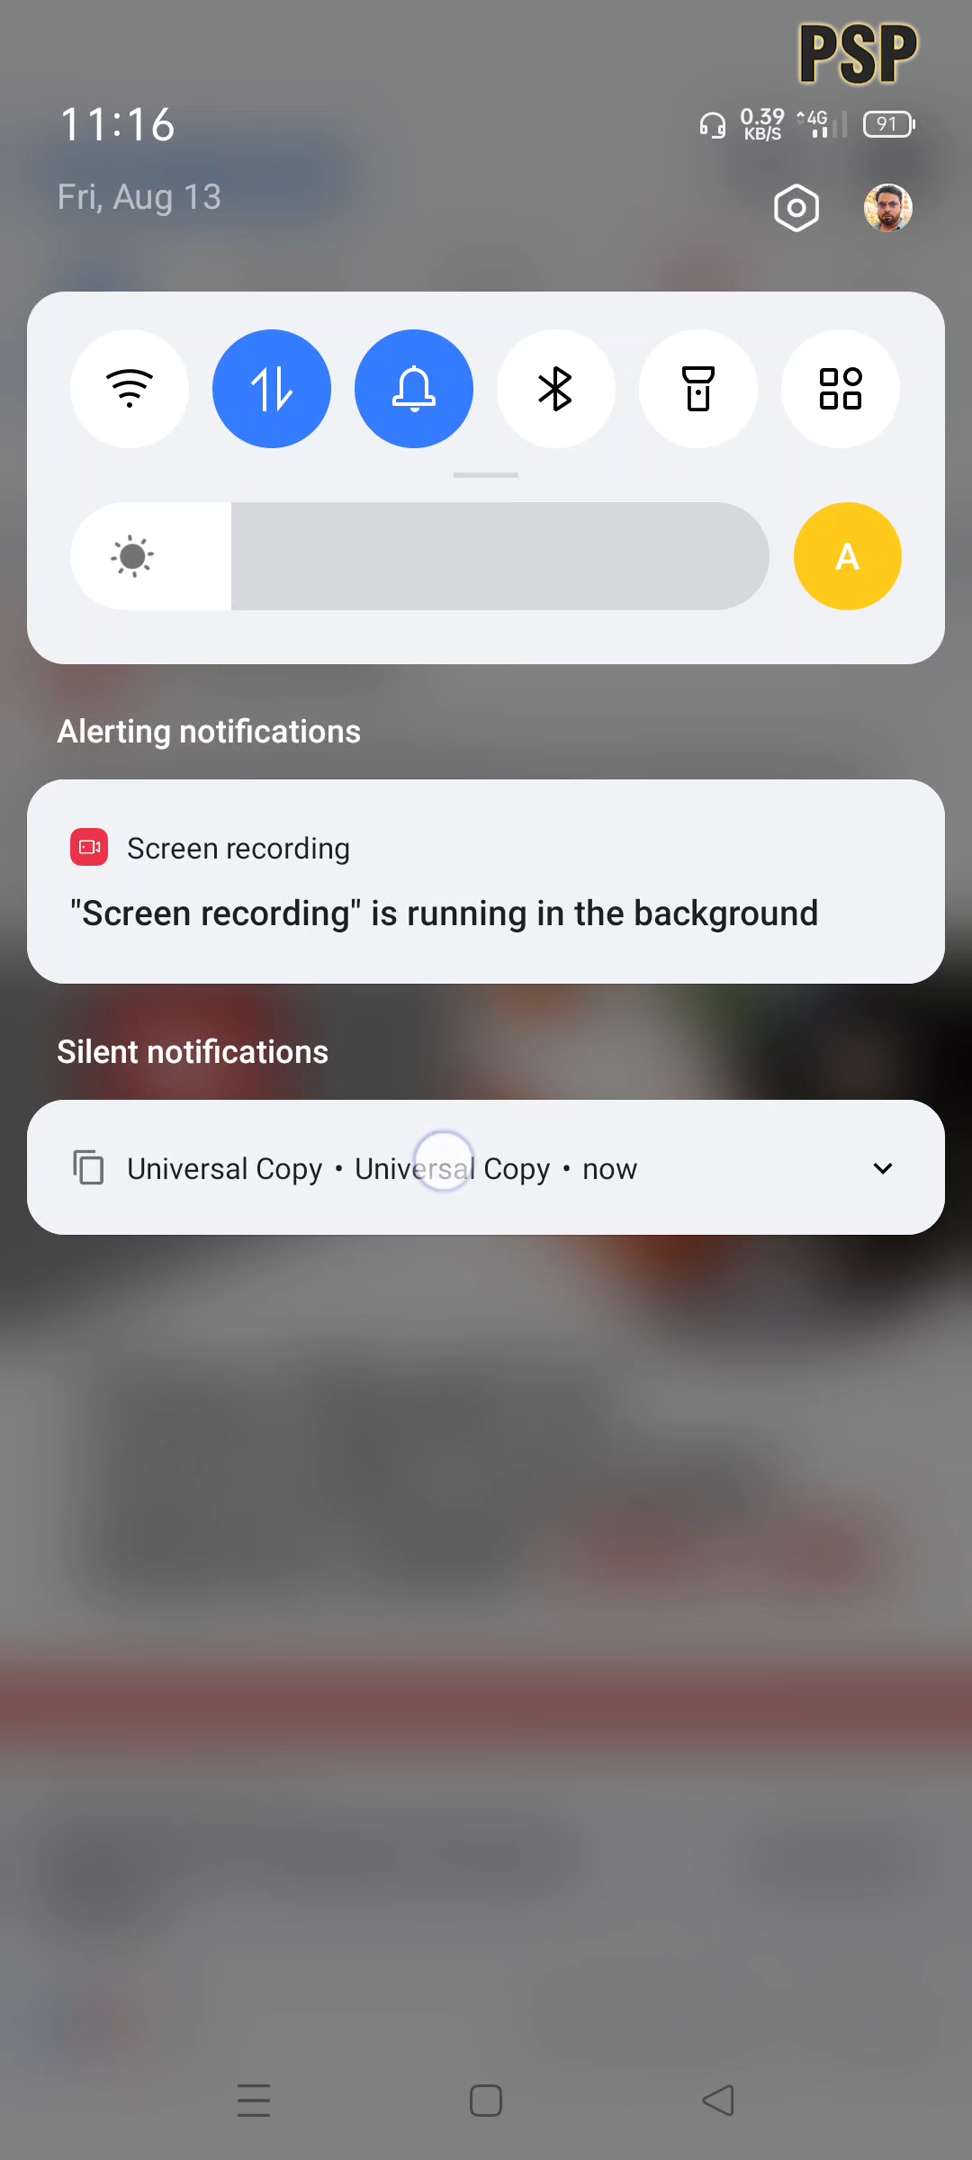 PSP
11:16
0.39
KB/S
4G
91
Fri, Aug 13
A
Alerting notifications
Screen recording
"Screen recording" is running in the background
Silent notifications
Universal Copy • Universal Copy • now